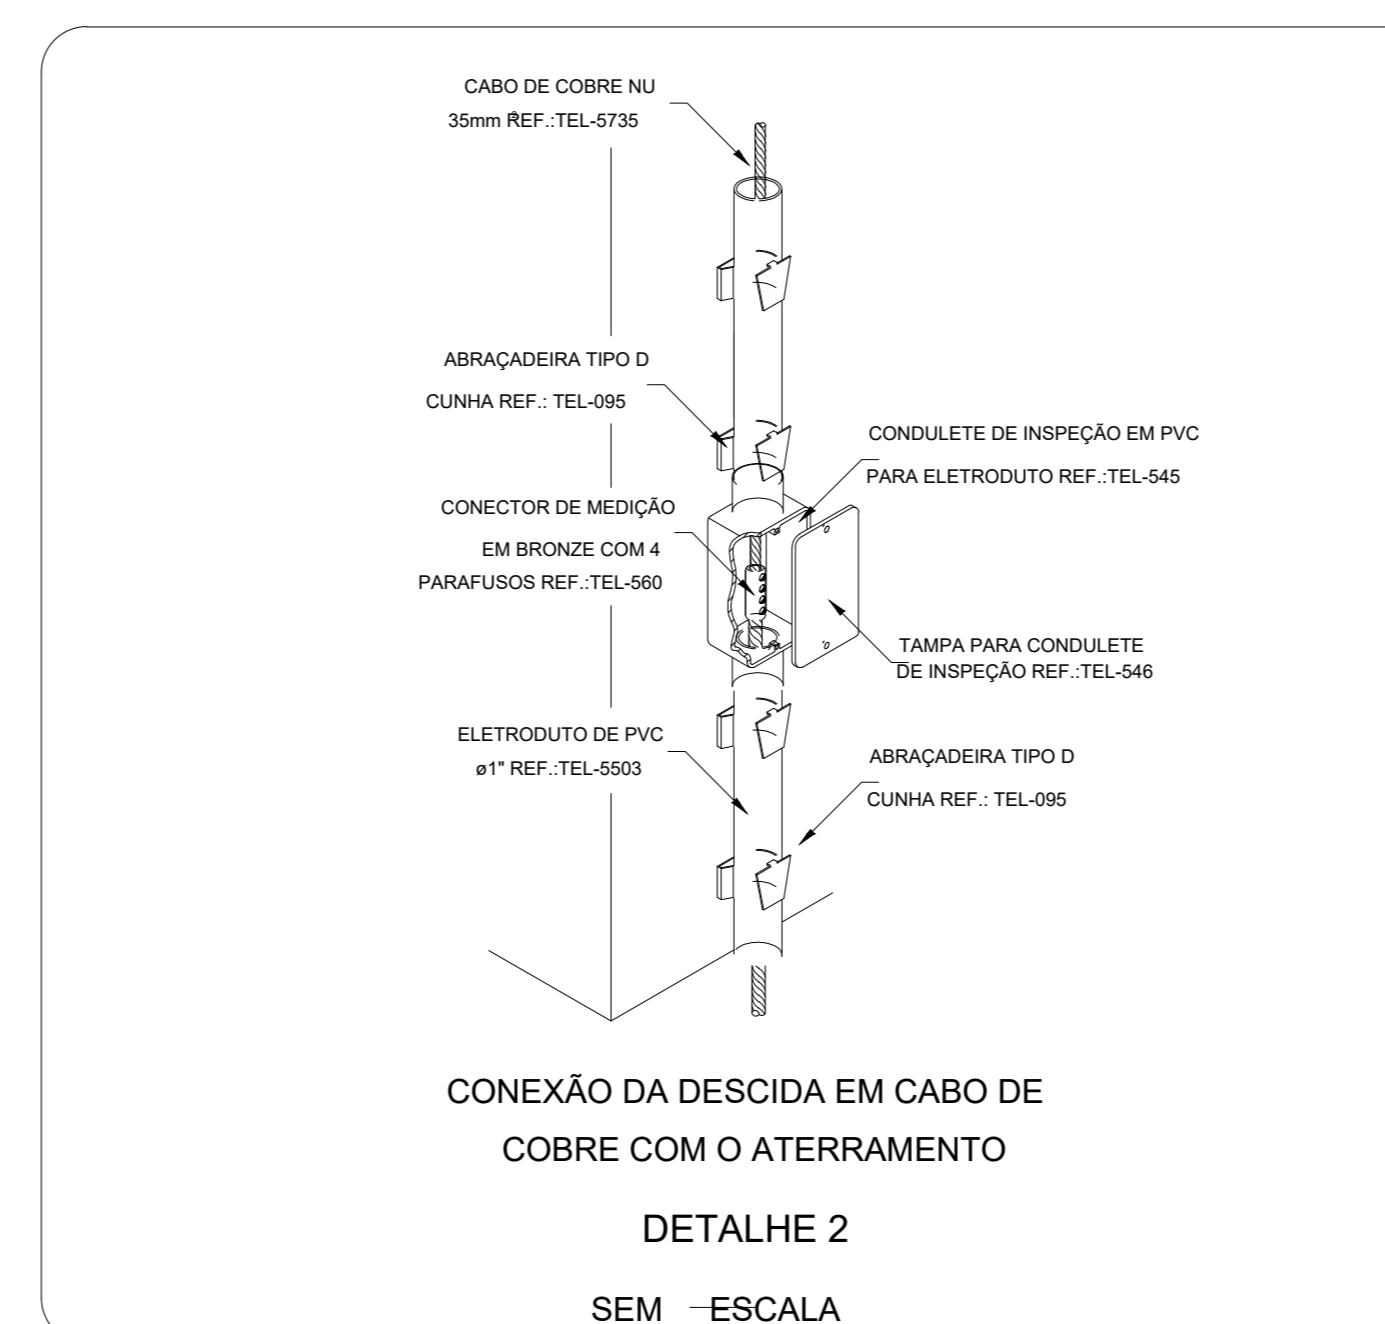 CABO DE COBRE NU
35mm² REF.:TEL-5735
ABRAÇADEIRA TIPO D
CUNHA REF.: TEL-095
CONDULETE DE INSPEÇÃO EM PVC
PARA ELETRODUTO REF.:TEL-545
CONECTOR DE MEDIÇÃO
EM BRONZE COM 4
PARAFUSOS REF.:TEL-560
TAMPA PARA CONDULETE
DE INSPEÇÃO REF.:TEL-546
ELETRODUTO DE PVC
ø1" REF.:TEL-5503
ABRAÇADEIRA TIPO D
CUNHA REF.: TEL-095
CONEXÃO DA DESCIDA EM CABO DE
COBRE COM O ATERRAMENTO
DETALHE 2
SEM ESCALA